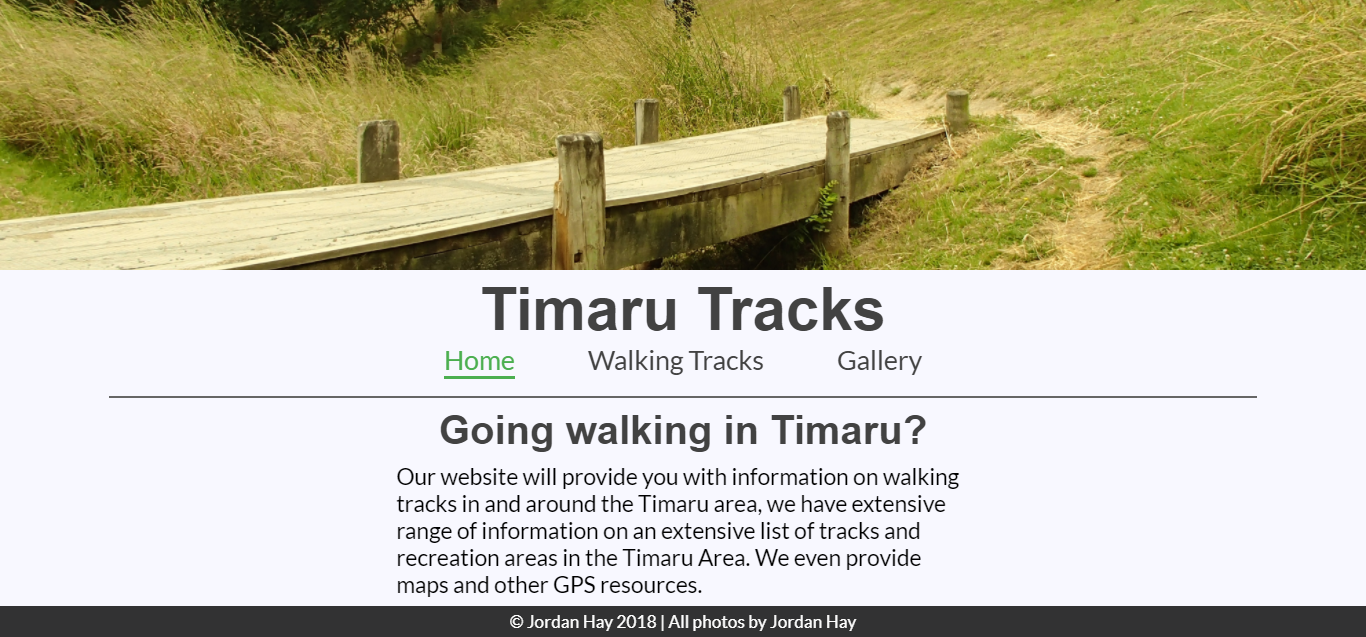 Timaru Tracks
Home Walking Tracks Gallery
Going walking in Timaru?
Our website will provide you with information on walking
tracks in and around the Timaru area, we have extensive
range of information on an extensive list of tracks and
recreation areas in the Timaru Area. We even provide
maps and other GPS resources.
© Jordan Hay 2018 | All photos by Jordan Hay